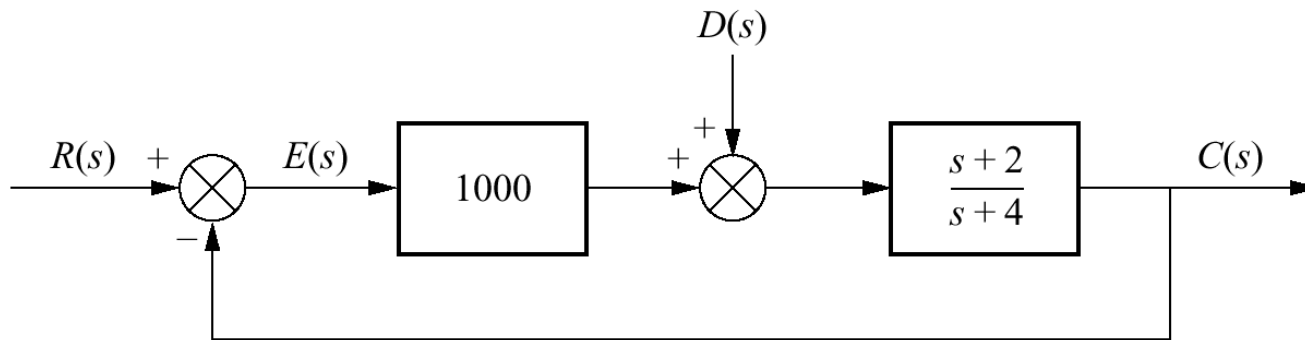 D(s)
R(s) + E(s) 1000 + + s + 2 C(s)
− s + 4